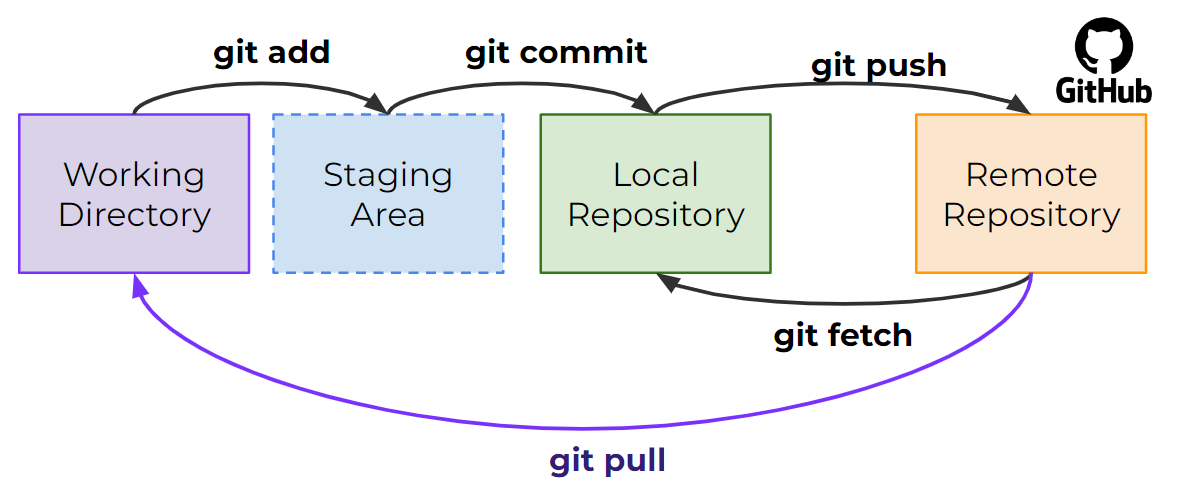 git add
git commit
git push
GitHub
Working
Directory
Staging
Area
Local
Repository
Remote
Repository
git fetch
git pull